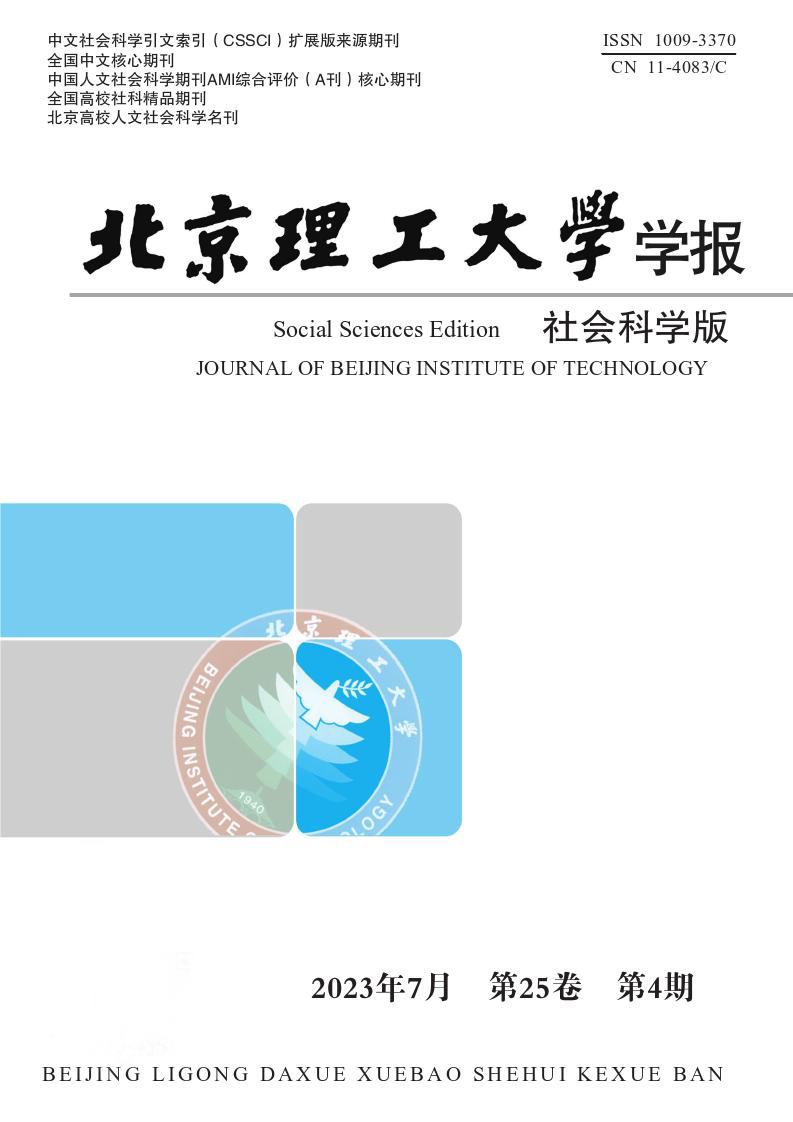 中文社会科学引文索引（CSSCI）扩展版来源期刊
全国中文核心期刊
中国人文社会科学期刊AMI综合评价（A刊）核心期刊
全国高校社科精品期刊
北京高校人文社会科学名刊
ISSN 1009-3370
CN 11-4083/C
北京理工大學学报
Social Sciences Edition 社会科学版
JOURNAL OF BEIJING INSTITUTE OF TECHNOLOGY
北京理工大学
BEIJING INSTITUTE
OLOGY
1940
2023年7月 第25卷 第4期
BEIJING LIGONG DAXUE XUEBAO SHEHUI KEXUE BAN